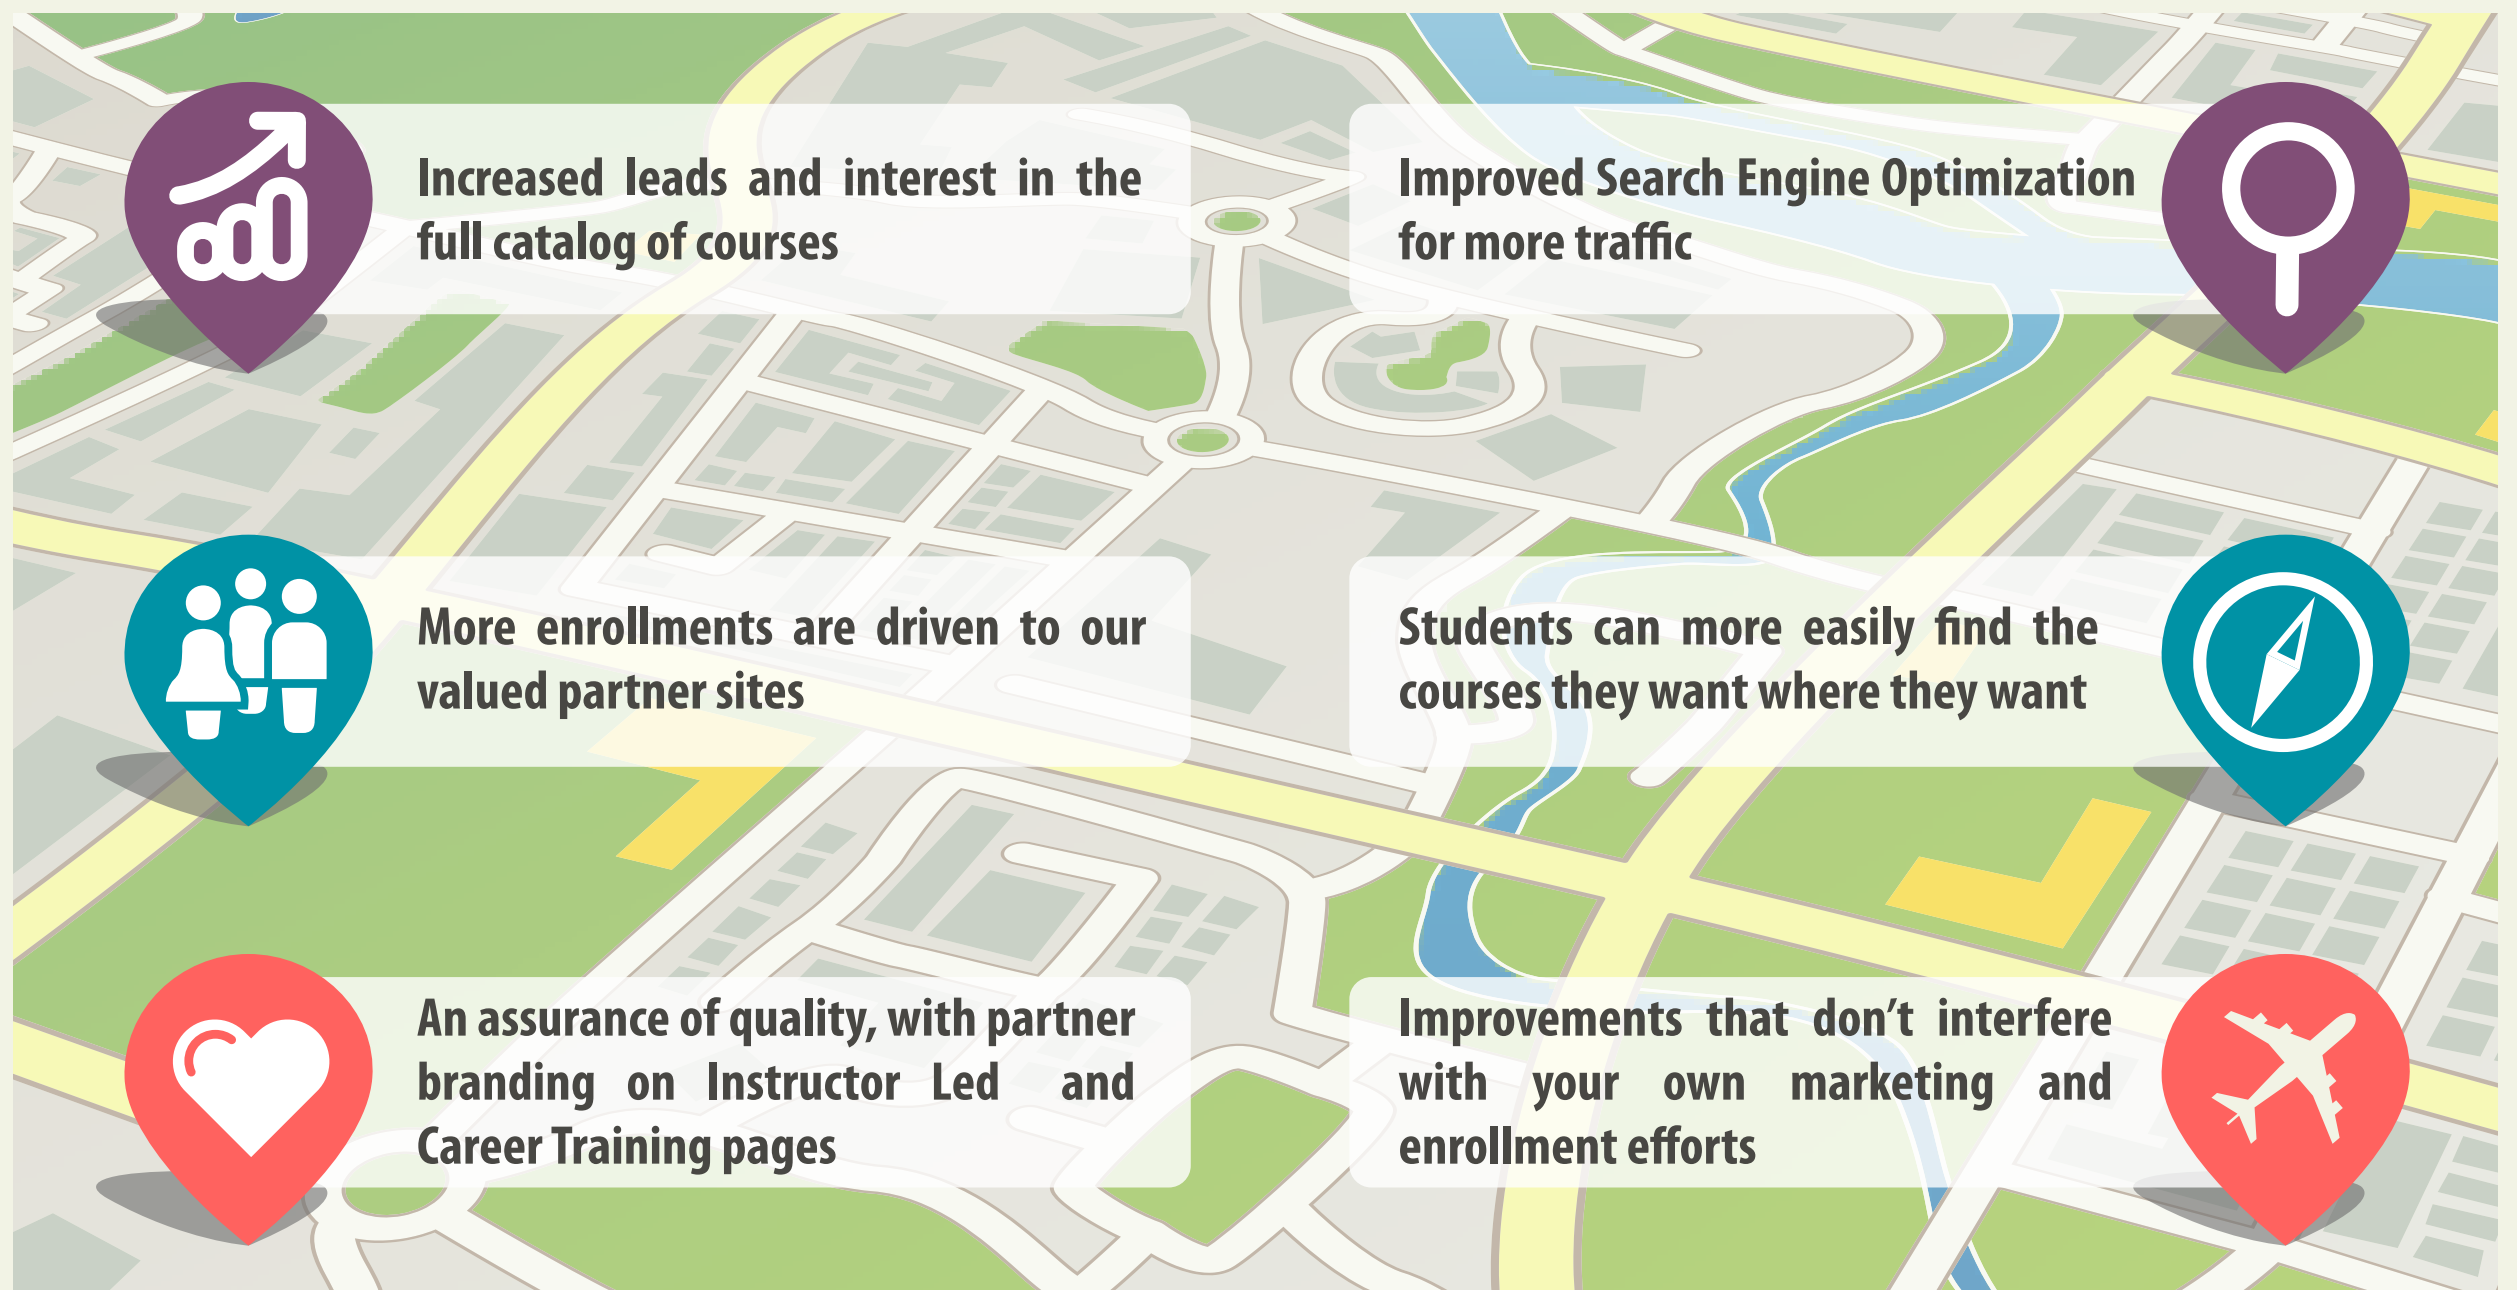 Increased leads and interest in the
full catalog of courses
Improved Search Engine Optimization
for more traffic
More enrollments are driven to our
valued partner sites
Students can more easily find the
courses they want where they want
An assurance of quality, with partner
branding on Instructor Led and
Career Training pages
Improvements that don’t interfere
with your own marketing and
enrollment efforts